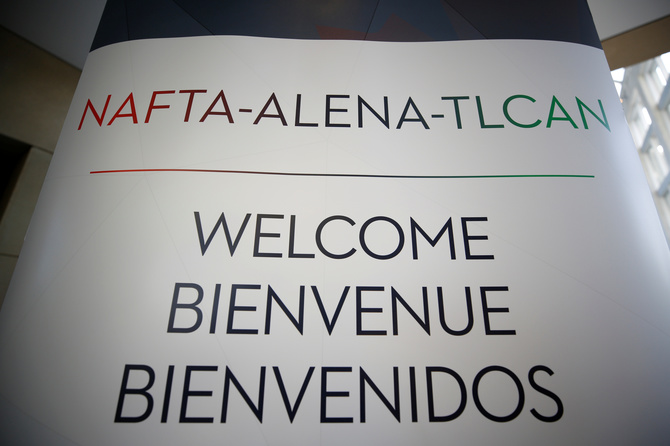 NAFTA-ALENA-TLCAN
WELCOME
BIENVENUE
BIENVENIDOS